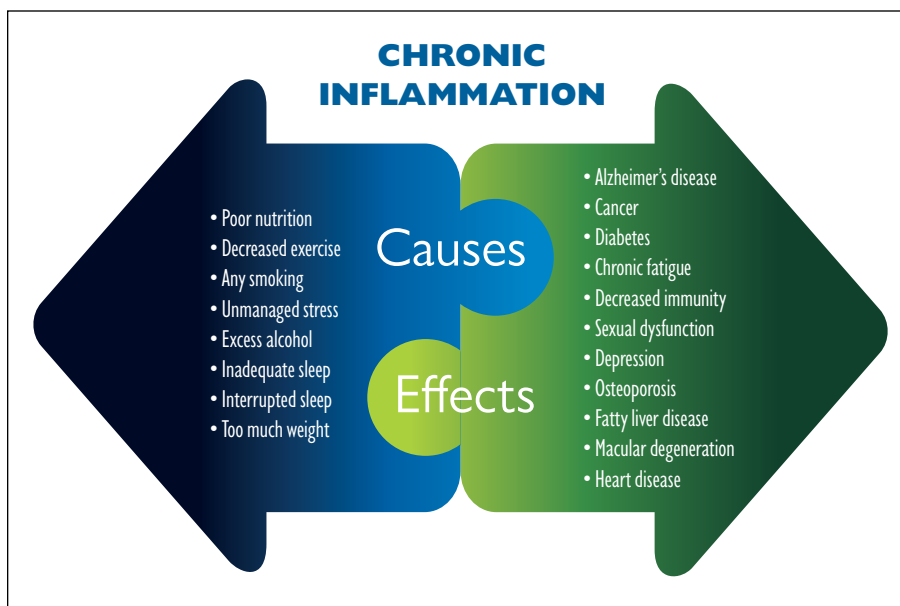 CHRONIC
INFLAMMATION
Causes
• Poor nutrition
• Decreased exercise
• Any smoking
• Unmanaged stress
• Excess alcohol
• Inadequate sleep
• Interrupted sleep
• Too much weight
Effects
• Alzheimer's disease
• Cancer
• Diabetes
• Chronic fatigue
• Decreased immunity
• Sexual dysfunction
• Depression
• Osteoporosis
• Fatty liver disease
• Macular degeneration
• Heart disease